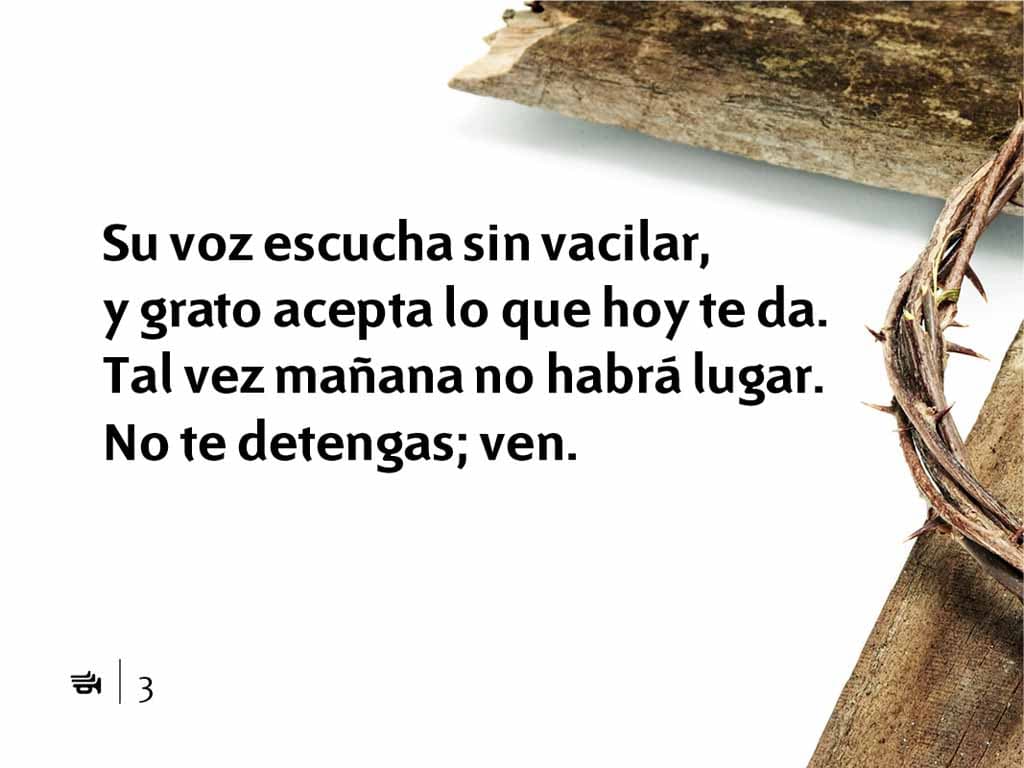 Su voz escucha sin vacilar,
y grato acepta lo que hoy te da.
Tal vez mañana no habrá lugar.
No te detengas; ven.
3